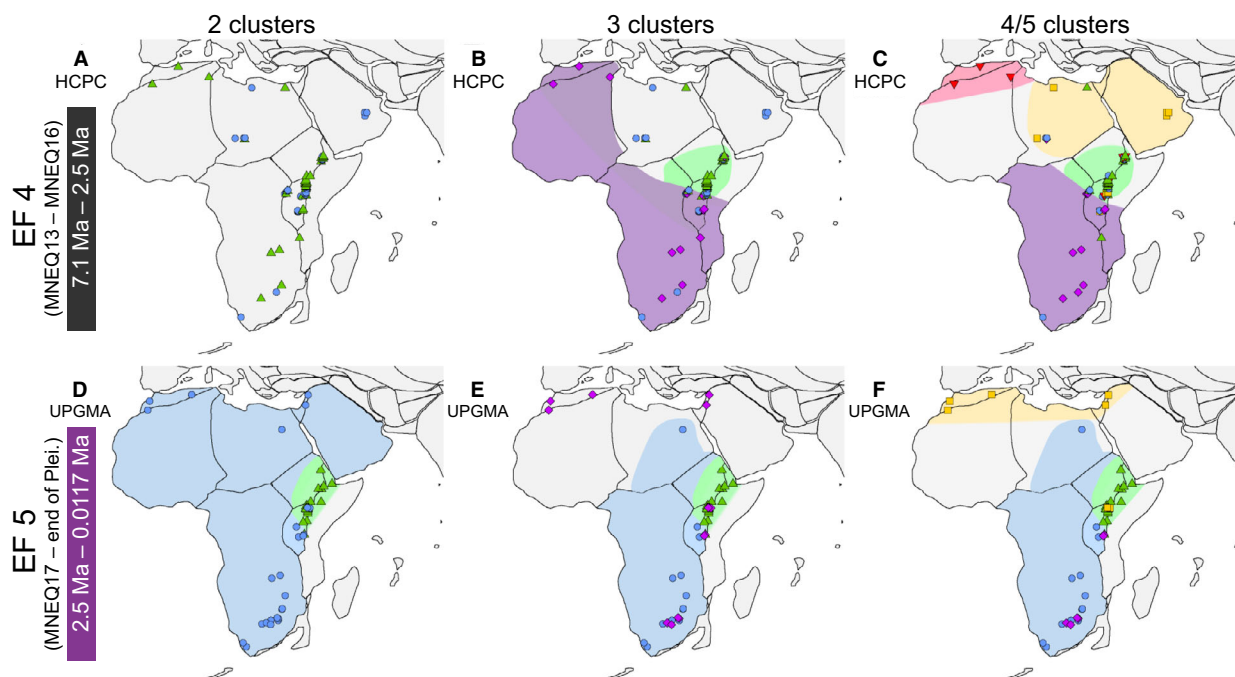 2 clusters
3 clusters
4/5 clusters
A
HCPC
B
HCPC
C
HCPC
EF 4
(MNEQ13 – MNEQ16)
7.1 Ma – 2.5 Ma
D
UPGMA
E
UPGMA
F
UPGMA
EF 5
(MNEQ17 – end of Plei.)
2.5 Ma – 0.0117 Ma